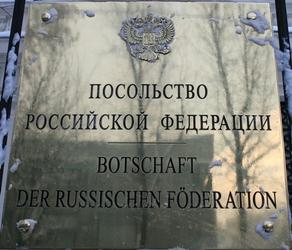 ПОСОЛЬСТВО
РОССИЙСКОЙ ФЕДЕРАЦИИ
BOTSCHAFT
DER RUSSISCHEN FÖDERATION